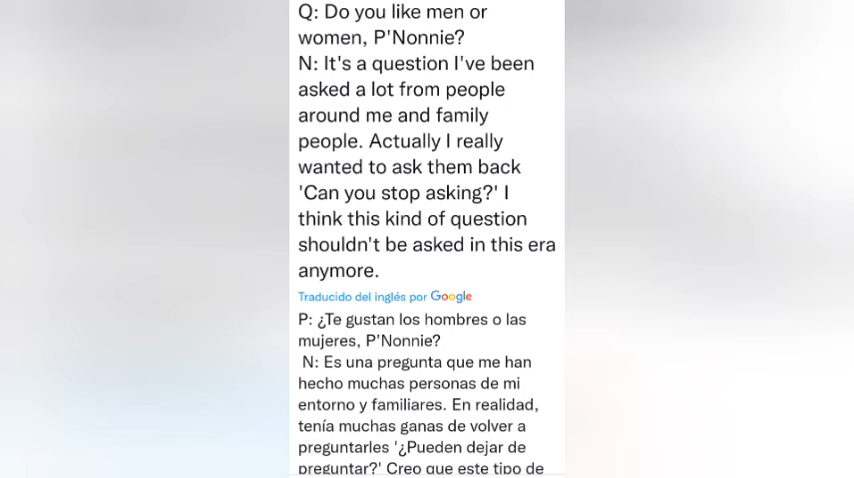 Q: Do you like men or
women, P'Nonnie?
N: It's a question I've been
asked a lot from people
around me and family
people. Actually I really
wanted to ask them back
'Can you stop asking?' I
think this kind of question
shouldn't be asked in this era
anymore.
Traducido del inglés por Google
P: ¿Te gustan los hombres o las
mujeres, P'Nonnie?
N: Es una pregunta que me han
hecho muchas personas de mi
entorno y familiares. En realidad,
tenía muchas ganas de volver a
preguntarles '¿Pueden dejar de
preguntar?' Creo que este tipo de